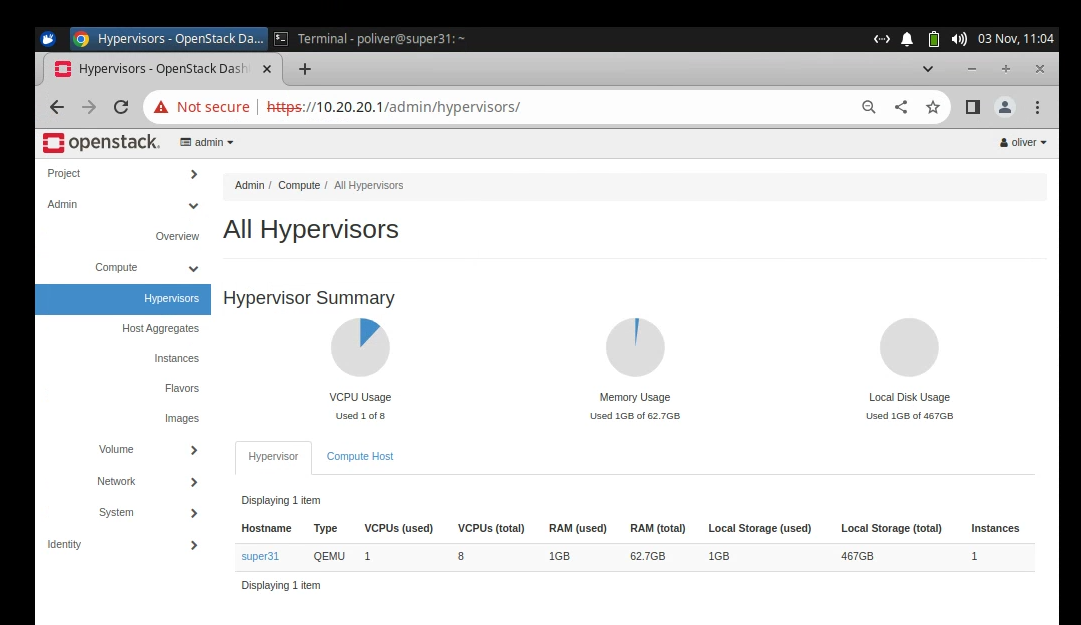 Hypervisors - OpenStack Da... Terminal - poliver@super31: ~ 03 Nov, 11:04
Hypervisors - OpenStack Dash
Not secure https://10.20.20.1/admin/hypervisors/
openstack. admin oliver
Project
Admin
Overview
Compute
Hypervisors
Host Aggregates
Instances
Flavors
Images
Volume
Network
System
Identity
Admin / Compute / All Hypervisors
All Hypervisors
Hypervisor Summary
VCPU Usage
Used 1 of 8
Memory Usage
Used 1GB of 62.7GB
Local Disk Usage
Used 1GB of 467GB
Hypervisor Compute Host
Displaying 1 item
Hostname Type VCPUs (used) VCPUs (total) RAM (used) RAM (total) Local Storage (used) Local Storage (total) Instances
super31 QEMU 1 8 1GB 62.7GB 1GB 467GB 1
Displaying 1 item